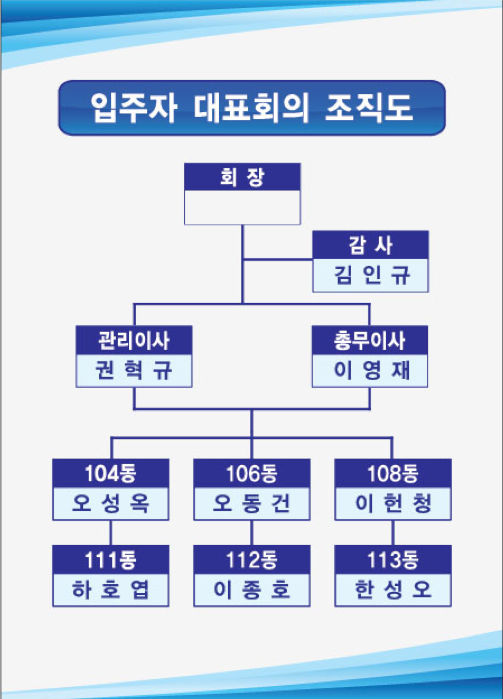 입주자 대표회의 조직도
회 장
감 사
김 인 규
관리이사
권 혁 규
총무이사
이 영 재
104동
오 성 옥
106동
오 동 건
108동
이 헌 청
111동
하 호 엽
112동
이 종 호
113동
한 성 오